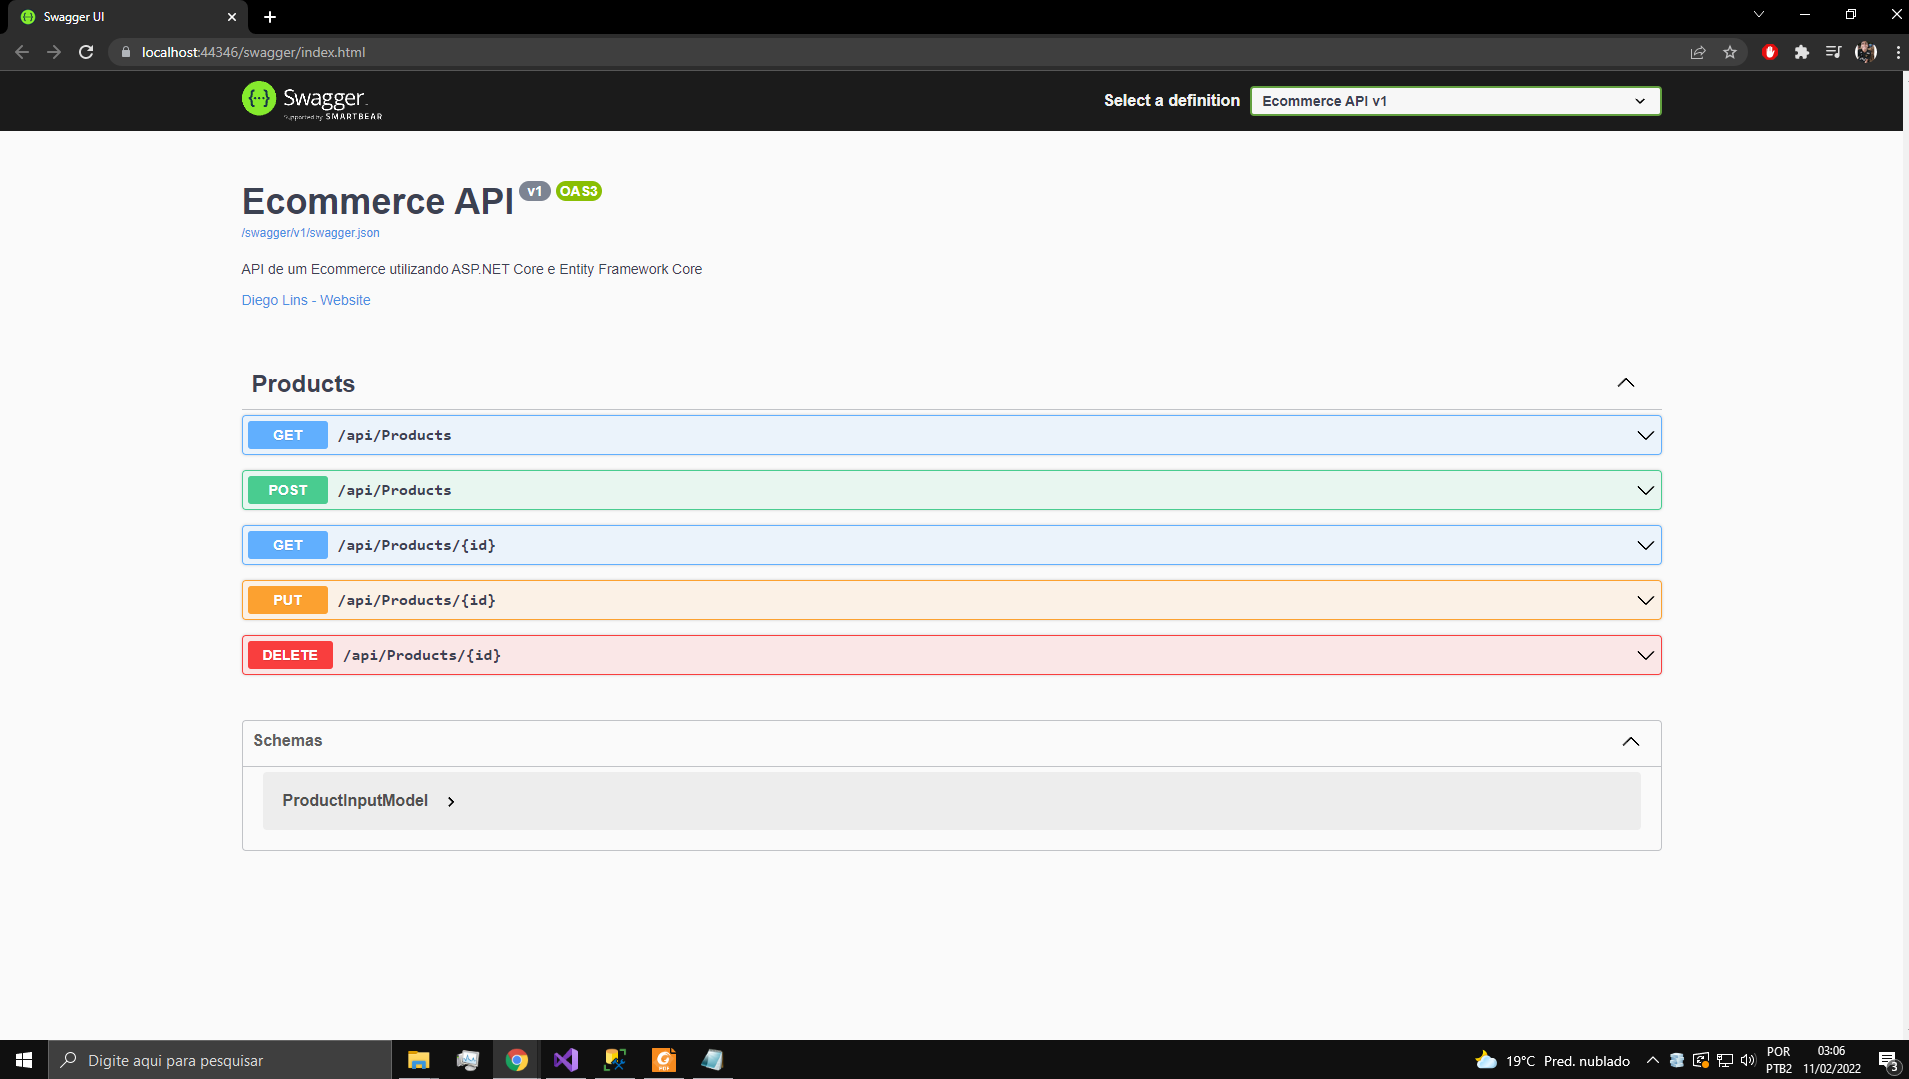 Swagger UI
localhost:44346/swagger/index.html
Swagger
Supported by SMARTBEAR
Select a definition
Ecommerce API v1
Ecommerce API v1 OAS3
/swagger/v1/swagger.json
API de um Ecommerce utilizando ASP.NET Core e Entity Framework Core
Diego Lins - Website
Products
GET /api/Products
POST /api/Products
GET /api/Products/{id}
PUT /api/Products/{id}
DELETE /api/Products/{id}
Schemas
ProductInputModel
Digite aqui para pesquisar
19°C Pred. nublado
POR
PTB2
03:06
11/02/2022
3